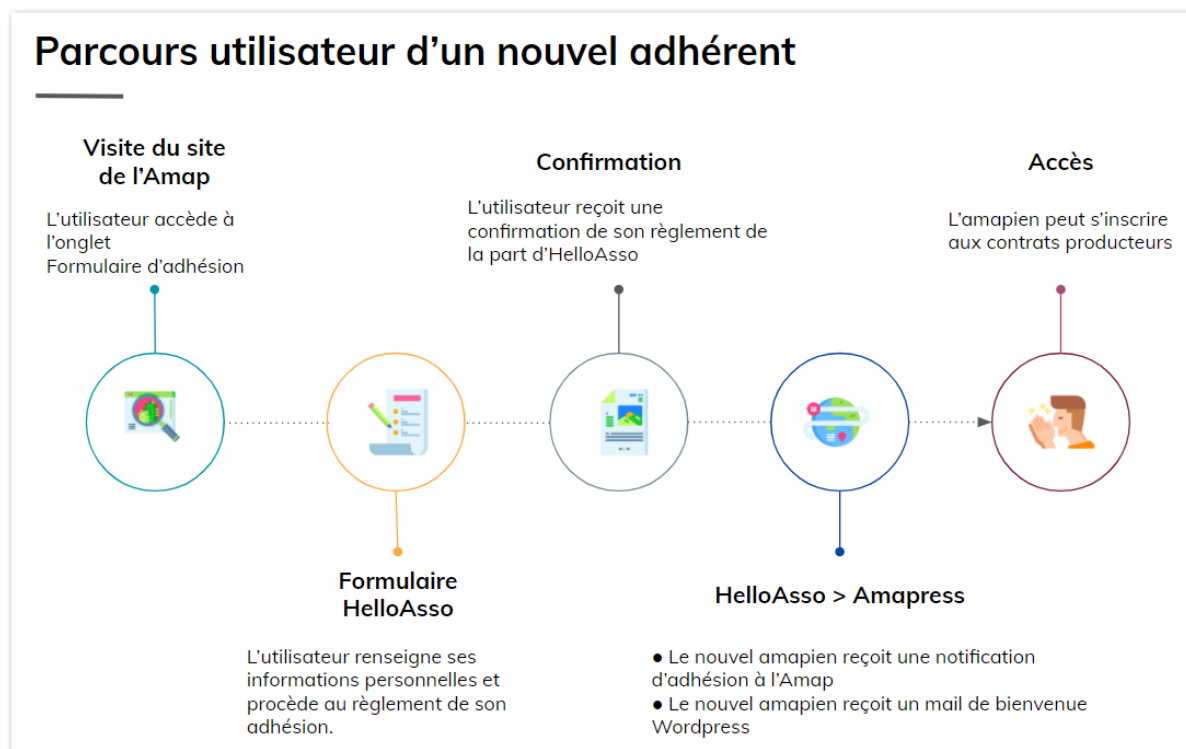 Parcours utilisateur d’un nouvel adhérent
Visite du site
de l’Amap
L’utilisateur accède à
l’onglet
Formulaire d’adhésion
Confirmation
L’utilisateur reçoit une
confirmation de son règlement de
la part d’HelloAsso
Accès
L’amapien peut s’inscrire
aux contrats producteurs
Formulaire
HelloAsso
L’utilisateur renseigne ses
informations personnelles et
procède au règlement de son
adhésion.
HelloAsso > Amapress
● Le nouvel amapien reçoit une notification
d’adhésion à l’Amap
● Le nouvel amapien reçoit un mail de bienvenue
Wordpress